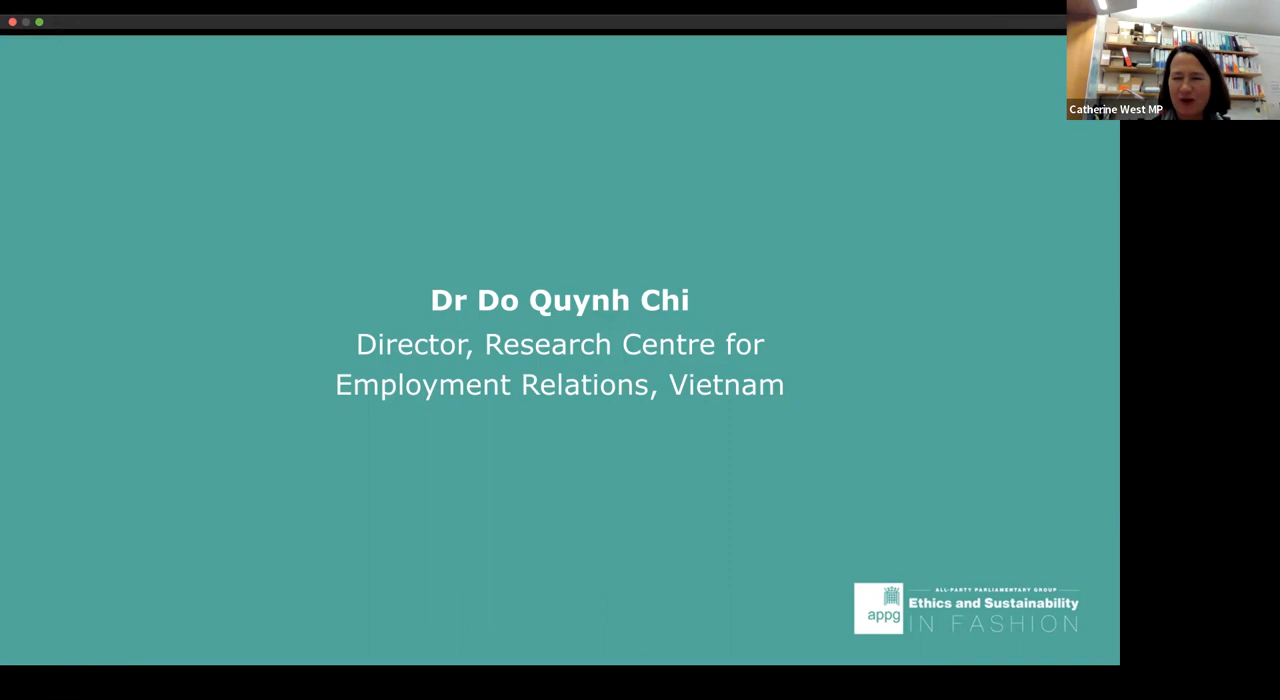 Catherine West MP
Dr Do Quynh Chi
Director, Research Centre for
Employment Relations, Vietnam
appg
ALL-PARTY PARLIAMENTARY GROUP
Ethics and Sustainability
IN FASHION